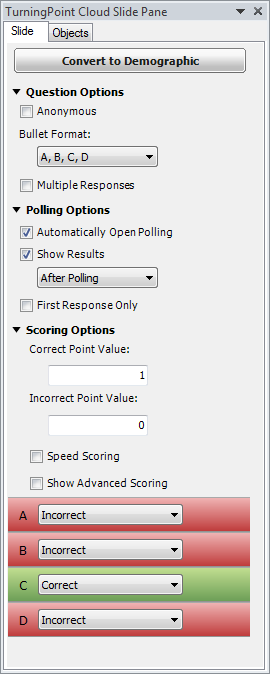 TurningPoint Cloud Slide Pane
Slide Objects
Convert to Demographic
Question Options
Anonymous
Bullet Format:
A, B, C, D
Multiple Responses
Polling Options
Automatically Open Polling
Show Results
After Polling
First Response Only
Scoring Options
Correct Point Value:
1
Incorrect Point Value:
0
Speed Scoring
Show Advanced Scoring
A Incorrect
B Incorrect
C Correct
D Incorrect